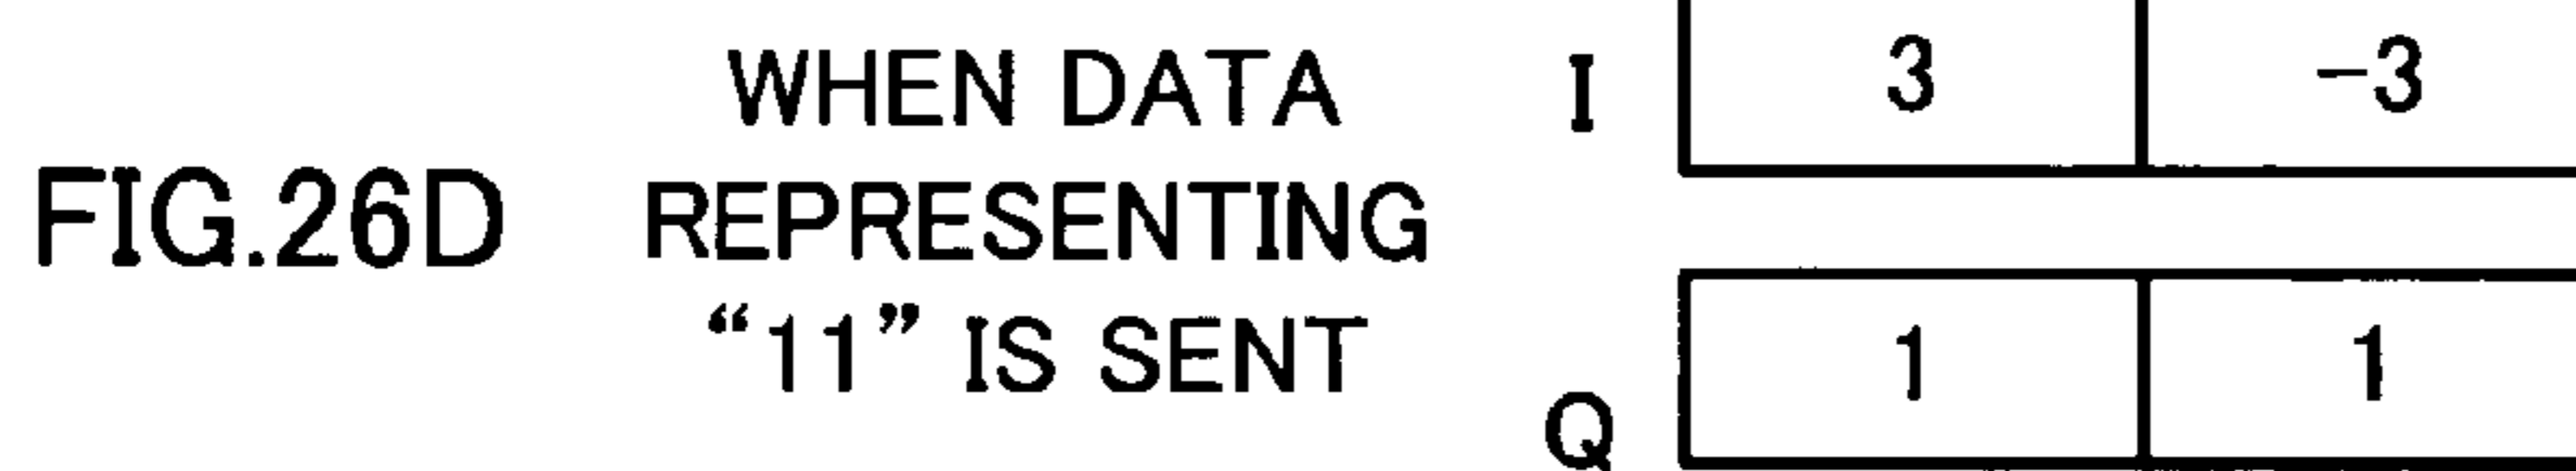 WHEN DATA I 3 -3
FIG.26D REPRESENTING
"11" IS SENT 1 1
Q